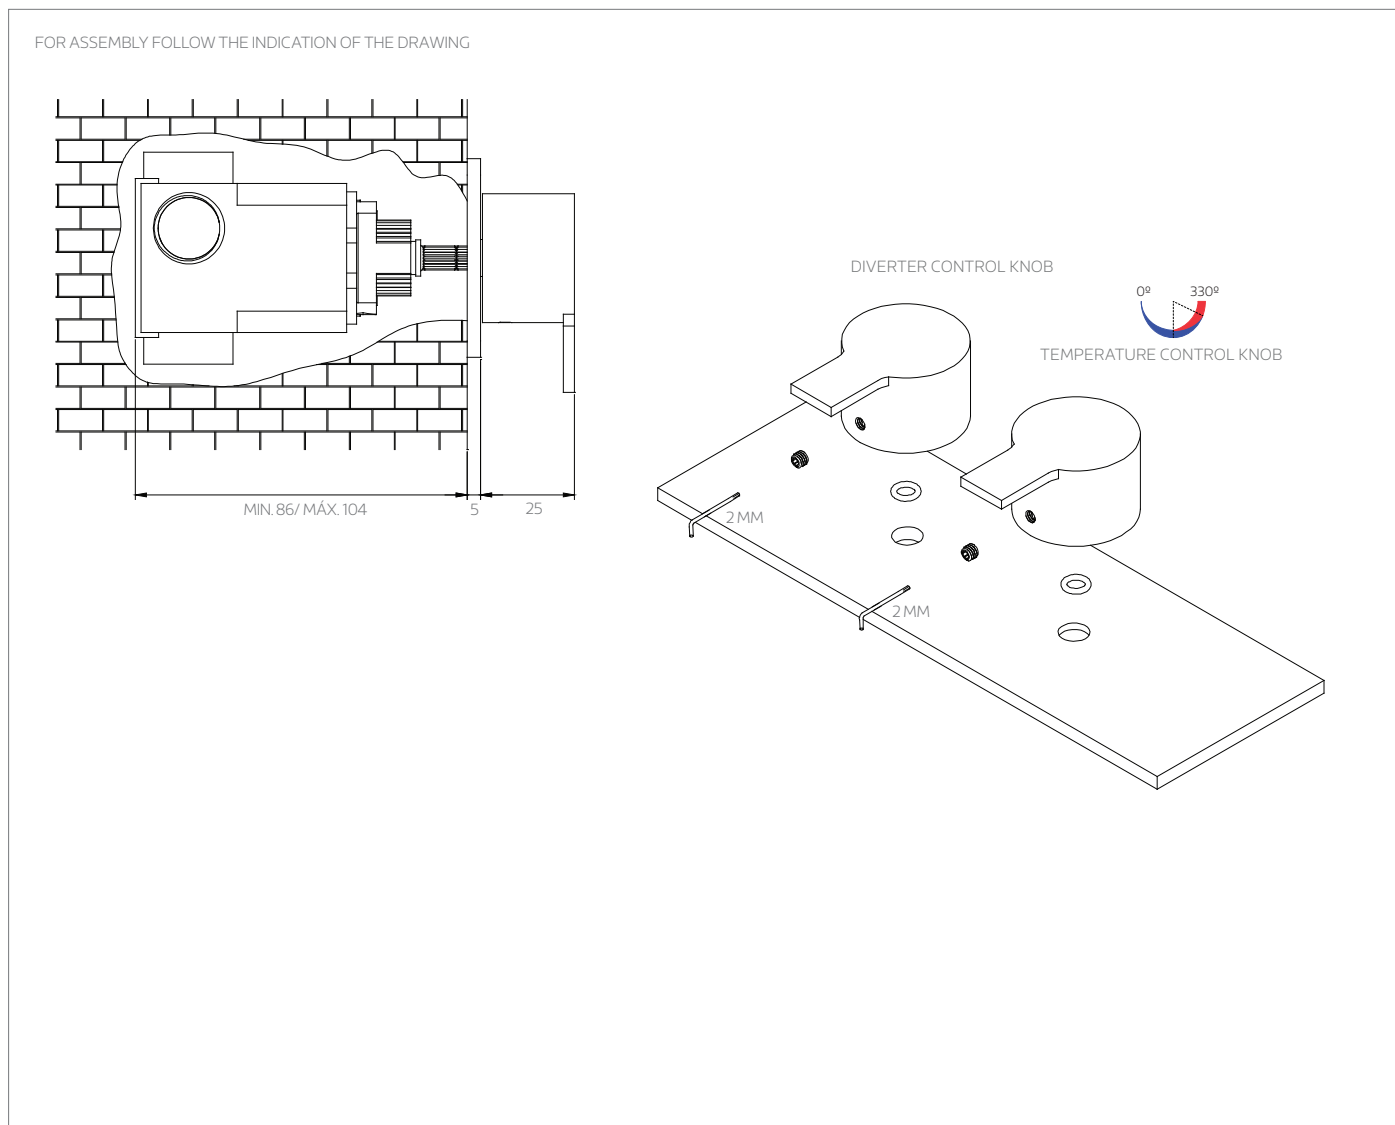 FOR ASSEMBLY FOLLOW THE INDICATION OF THE DRAWING
MIN. 86/ MÁX. 104
5
25
DIVERTER CONTROL KNOB
0º
330º
TEMPERATURE CONTROL KNOB
2 MM
2 MM